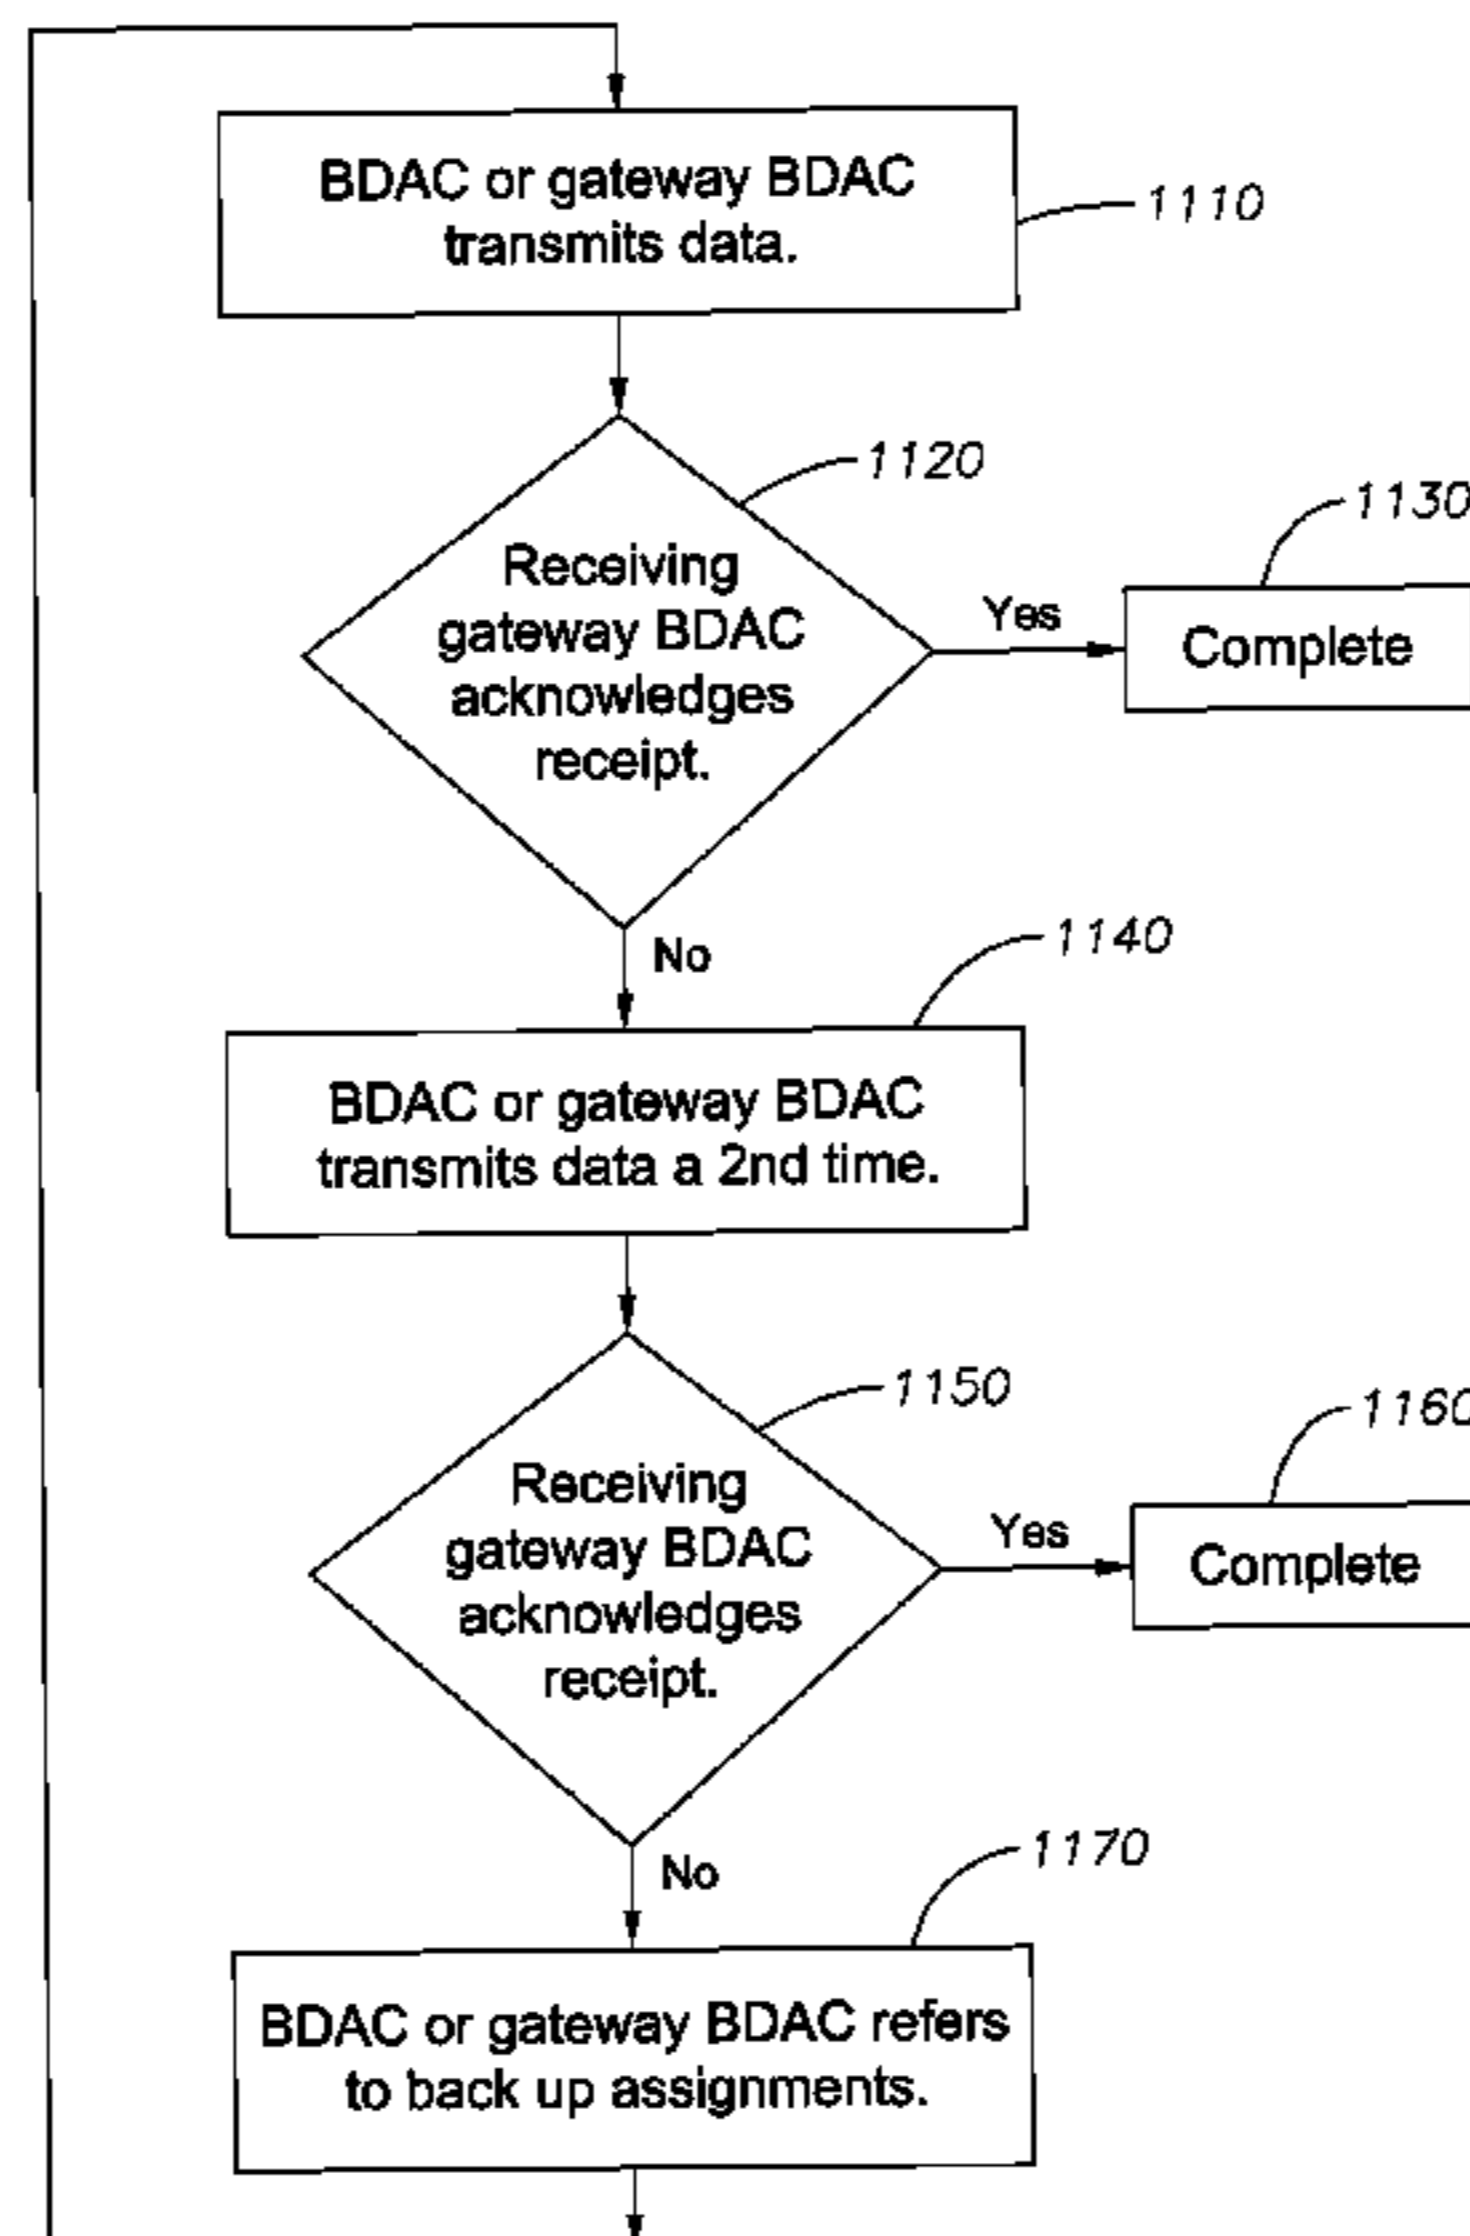 BDAC or gateway BDAC
transmits data.
1110
1120
Receiving
gateway BDAC
acknowledges
receipt.
Yes
1130
Complete
No
1140
BDAC or gateway BDAC
transmits data a 2nd time.
1150
Receiving
gateway BDAC
acknowledges
receipt.
Yes
1160
Complete
No
1170
BDAC or gateway BDAC refers
to back up assignments.